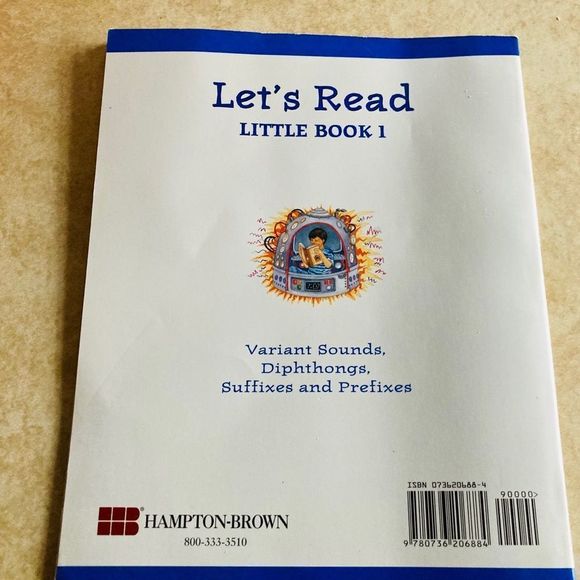 Let's Read
LITTLE BOOK 1
Variant Sounds,
Diphthongs,
Suffixes and Prefixes
ISBN 073620688-4
90000>
9 780736 206884
HB® HAMPTON-BROWN
800-333-3510